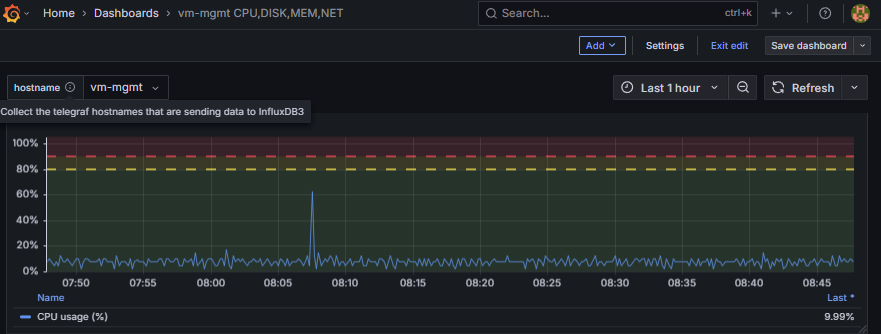 Home › Dashboards › vm-mgmt CPU,DISK,MEM,NET
Search... ctrl+k
Add Settings Exit edit Save dashboard
hostname vm-mgmt Last 1 hour Refresh
Collect the telegraf hostnames that are sending data to InfluxDB3
100%
80%
60%
40%
20%
0%
07:50 07:55 08:00 08:05 08:10 08:15 08:20 08:25 08:30 08:35 08:40 08:45
Name Last *
CPU usage (%) 9.99%